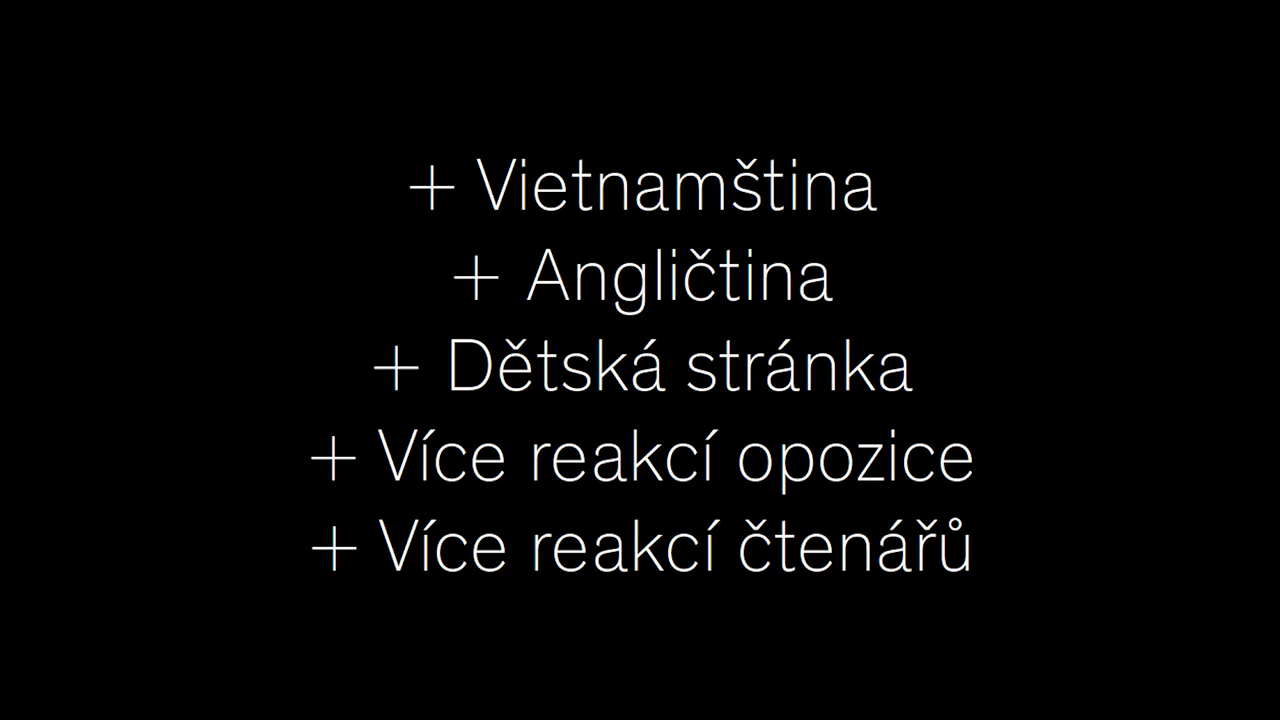 + Vietnamština
+ Angličtina
+ Dětská stránka
+ Více reakcí opozice
+ Více reakcí čtenářů